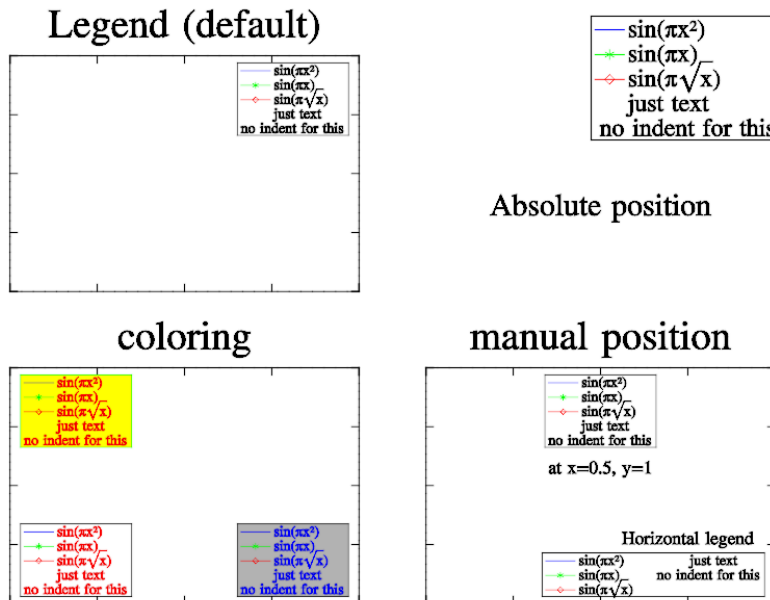 Legend (default)
sin(πx²)
sin(πx)
sin(π√x)
just text
no indent for this
sin(πx²)
sin(πx)
sin(π√x)
just text
no indent for this
Absolute position
coloring
sin(πx²)
sin(πx)
sin(π√x)
just text
no indent for this
sin(πx²)
sin(πx)
sin(π√x)
just text
no indent for this
sin(πx²)
sin(πx)
sin(π√x)
just text
no indent for this
manual position
sin(πx²)
sin(πx)
sin(π√x)
just text
no indent for this
at x=0.5, y=1
Horizontal legend
sin(πx²) just text
sin(πx) no indent for this
sin(π√x)